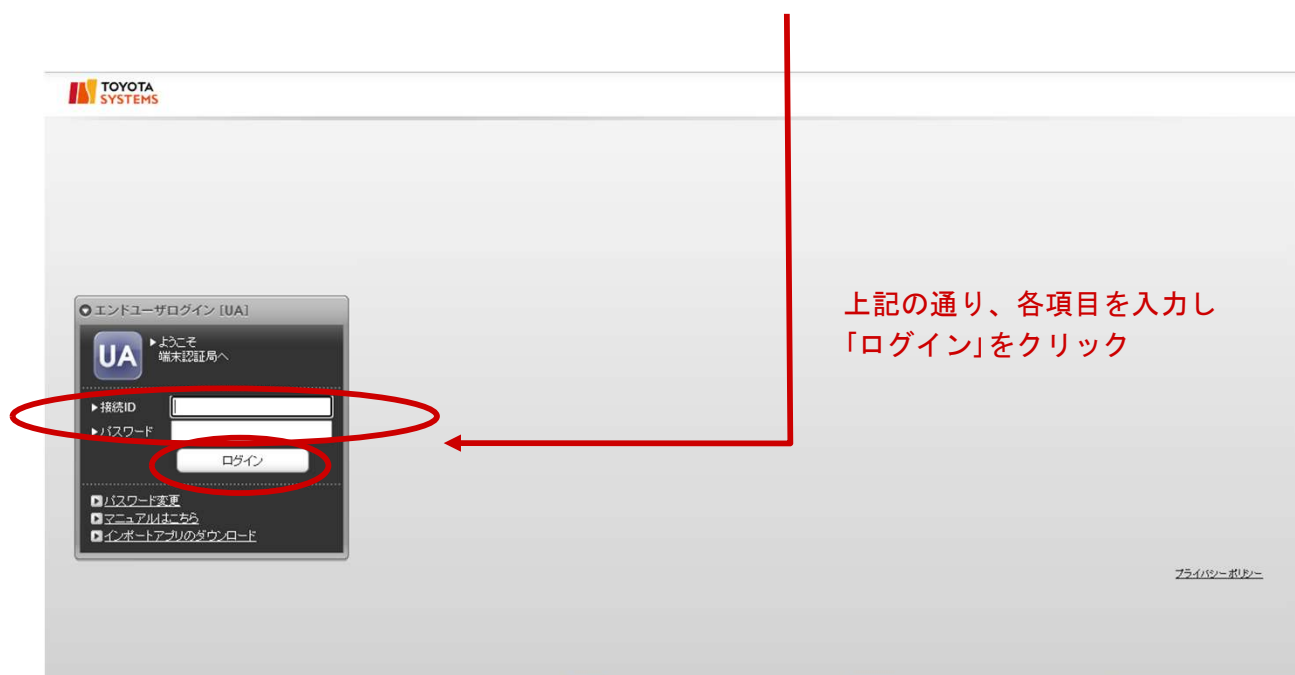 TOYOTA
SYSTEMS
エンドユーザログイン [UA]
UA
ようこそ
端末認証局へ
接続ID
パスワード
ログイン
パスワード変更
マニュアルはこちら
インポートアプリのダウンロード
上記の通り、各項目を入力し
「ログイン」をクリック
プライバシーポリシー